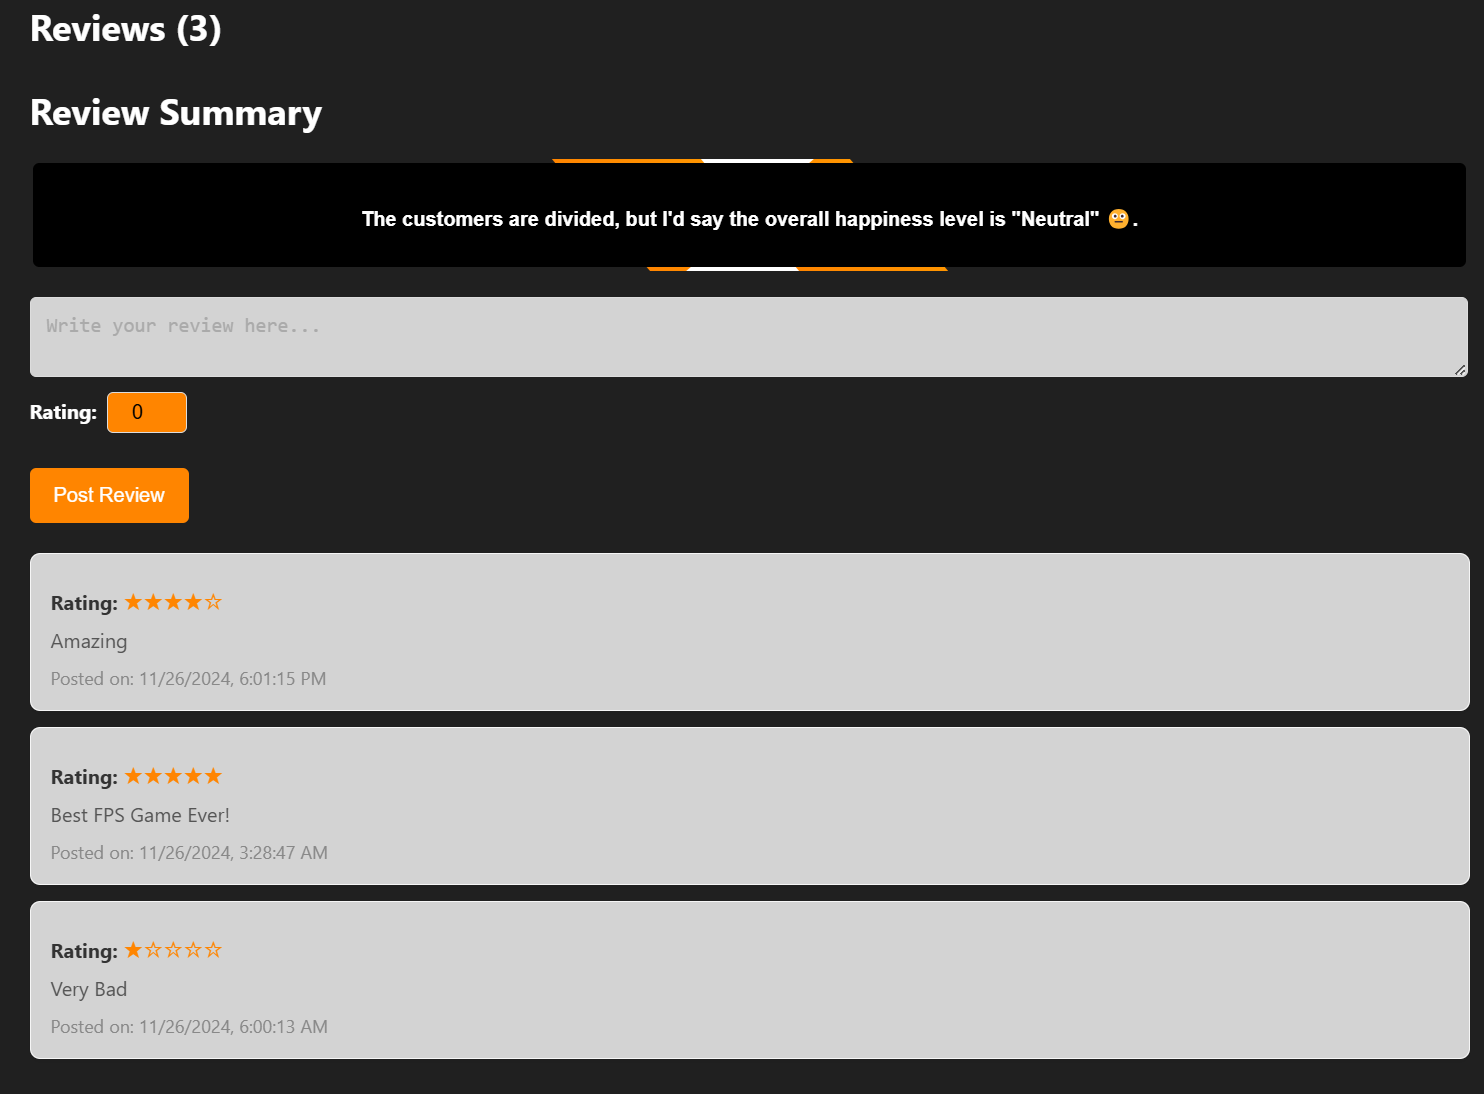 Reviews (3)
Review Summary
The customers are divided, but I'd say the overall happiness level is "Neutral" 😐.
Write your review here...
Rating: 0
Post Review
Rating: ★★★★☆
Amazing
Posted on: 11/26/2024, 6:01:15 PM
Rating: ★★★★★
Best FPS Game Ever!
Posted on: 11/26/2024, 3:28:47 AM
Rating: ★☆☆☆☆
Very Bad
Posted on: 11/26/2024, 6:00:13 AM